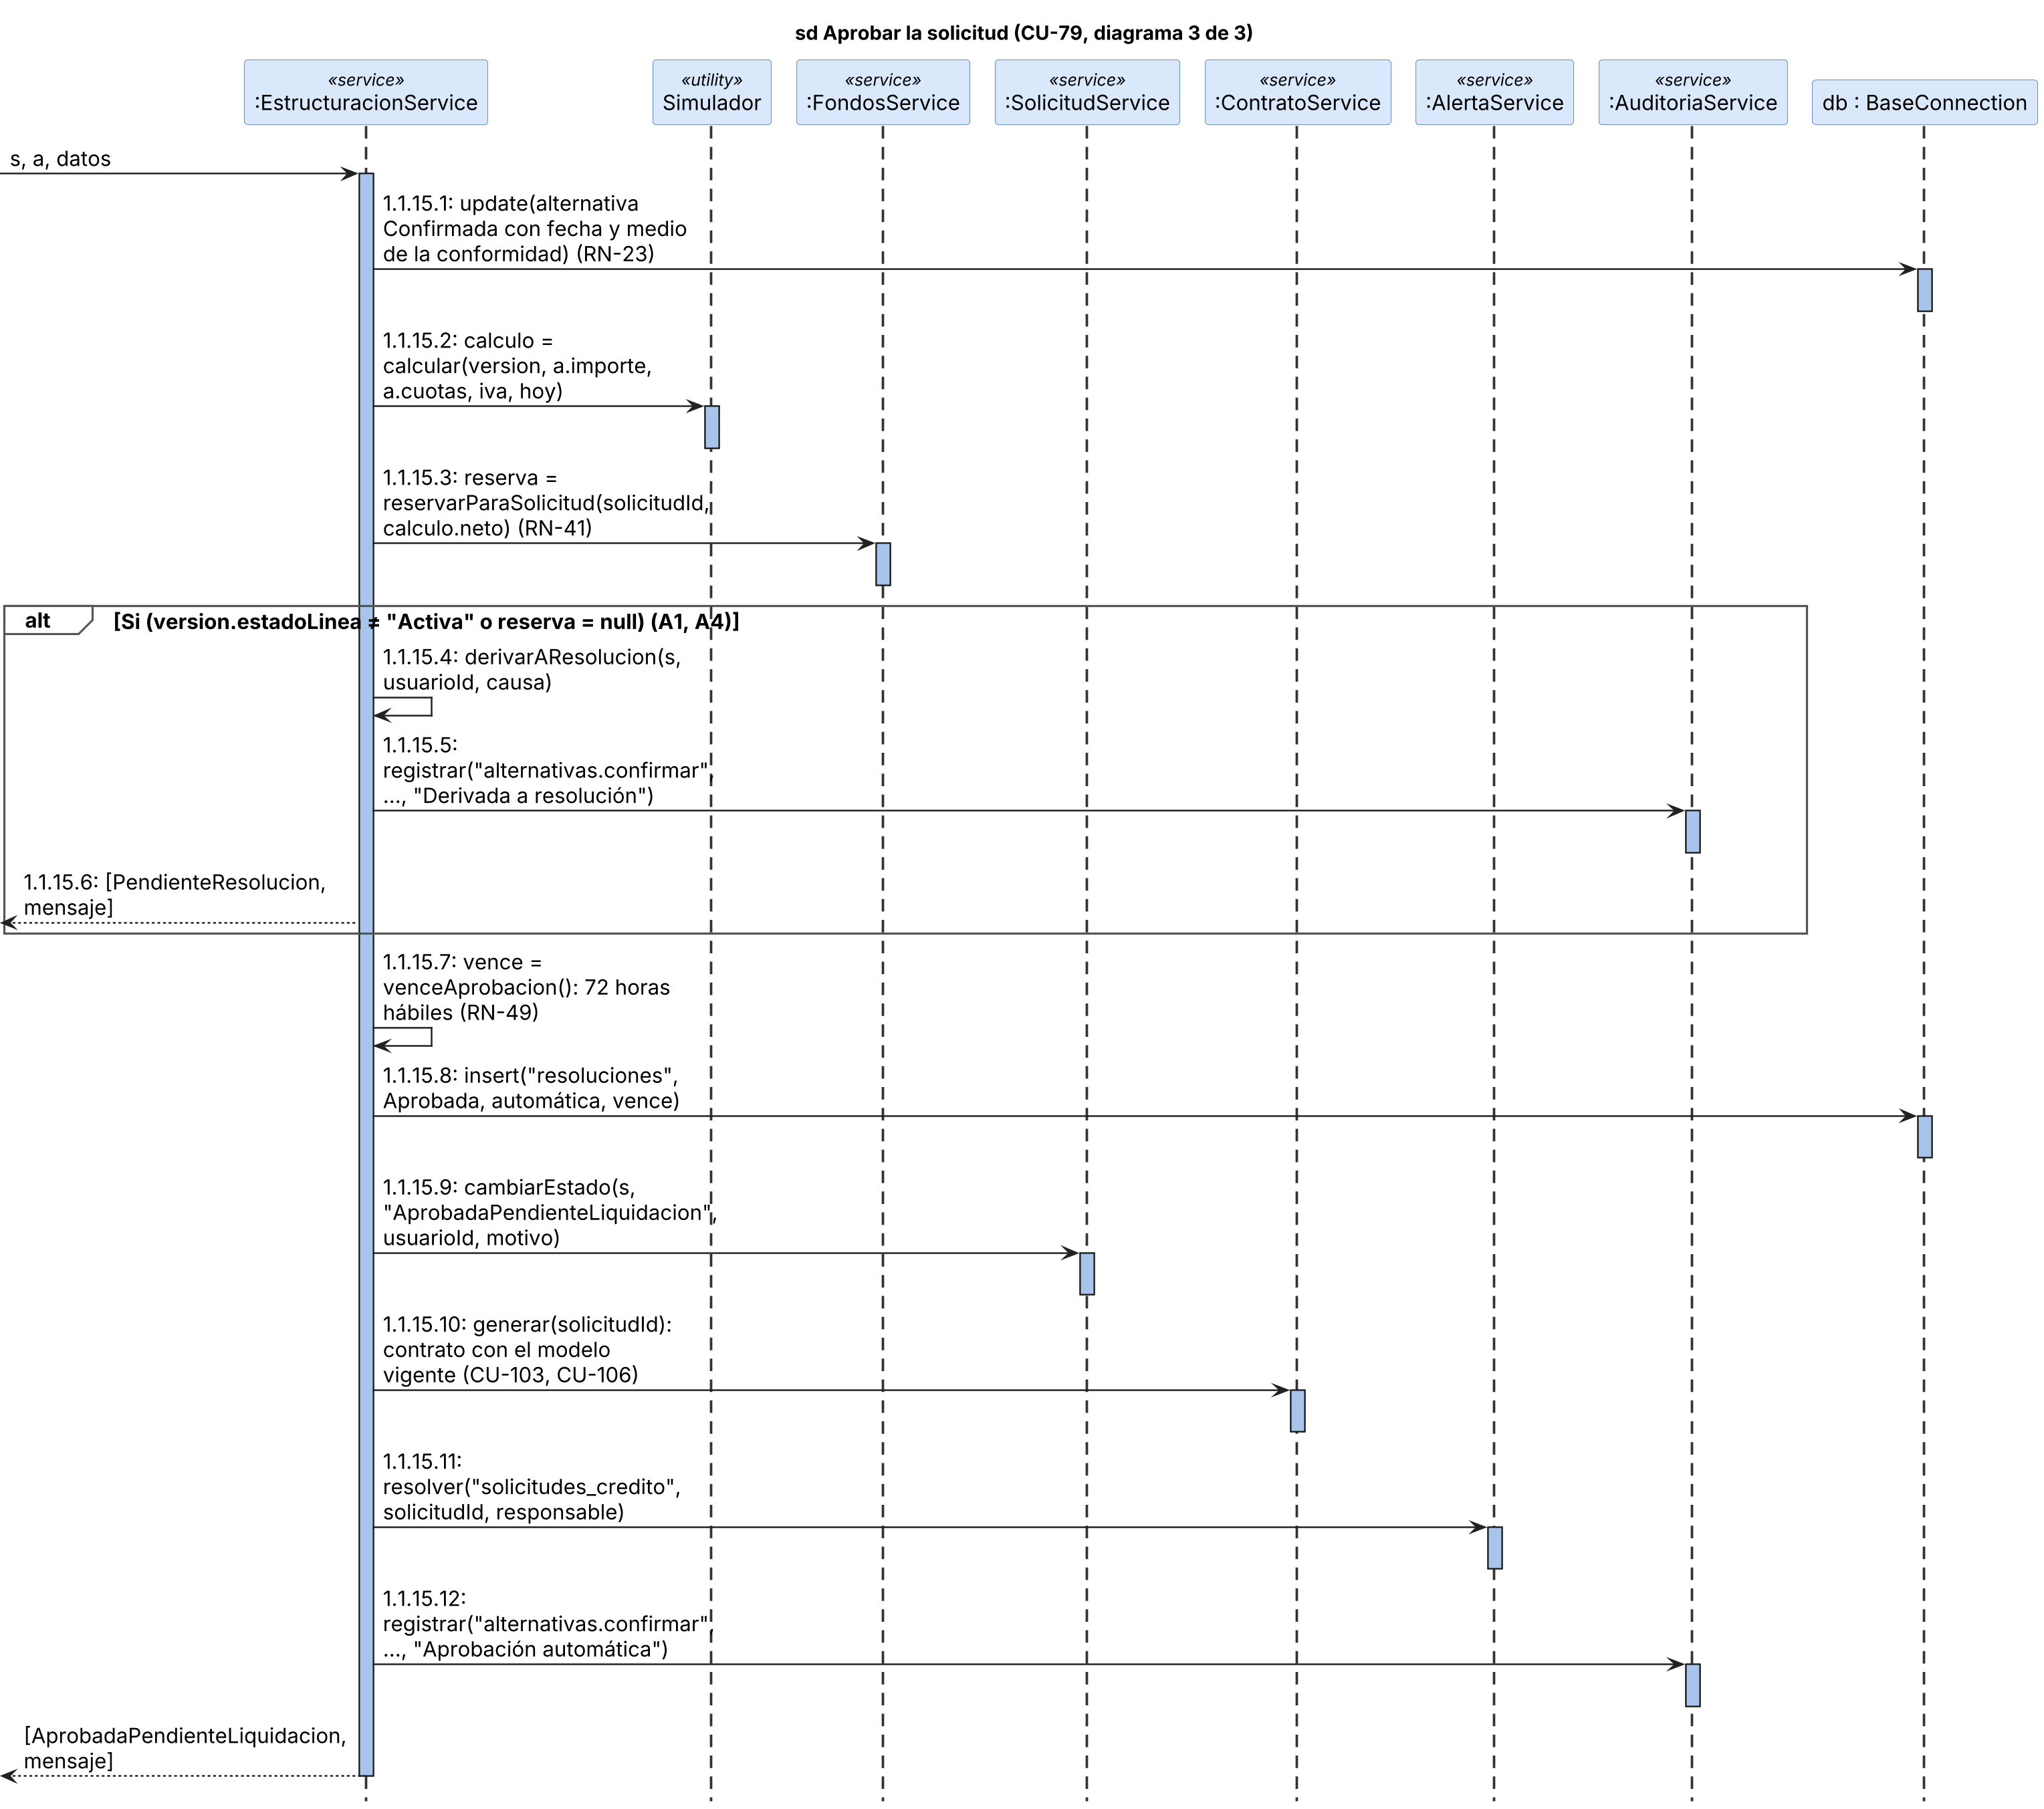 sd Aprobar la solicitud (CU-79, diagrama 3 de 3)
«service»
:EstructuracionService
«utility»
Simulador
«service»
:FondosService
«service»
:SolicitudService
«service»
:ContratoService
«service»
:AlertaService
«service»
:AuditoriaService
db : BaseConnection
s, a, datos
1.1.15.1: update(alternativa
Confirmada con fecha y medio
de la conformidad) (RN-23)
1.1.15.2: calculo =
calcular(version, a.importe,
a.cuotas, iva, hoy)
1.1.15.3: reserva =
reservarParaSolicitud(solicitudId,
calculo.neto) (RN-41)
alt
[Si (version.estadoLinea ≠ "Activa" o reserva = null) (A1, A4)]
1.1.15.4: derivarAResolucion(s,
usuarioId, causa)
1.1.15.5:
registrar("alternativas.confirmar",
..., "Derivada a resolución")
1.1.15.6: [PendienteResolucion,
mensaje]
1.1.15.7: vence =
venceAprobacion(): 72 horas
hábiles (RN-49)
1.1.15.8: insert("resoluciones",
Aprobada, automática, vence)
1.1.15.9: cambiarEstado(s,
"AprobadaPendienteLiquidacion",
usuarioId, motivo)
1.1.15.10: generar(solicitudId):
contrato con el modelo
vigente (CU-103, CU-106)
1.1.15.11:
resolver("solicitudes_credito",
solicitudId, responsable)
1.1.15.12:
registrar("alternativas.confirmar",
..., "Aprobación automática")
[AprobadaPendienteLiquidacion,
mensaje]